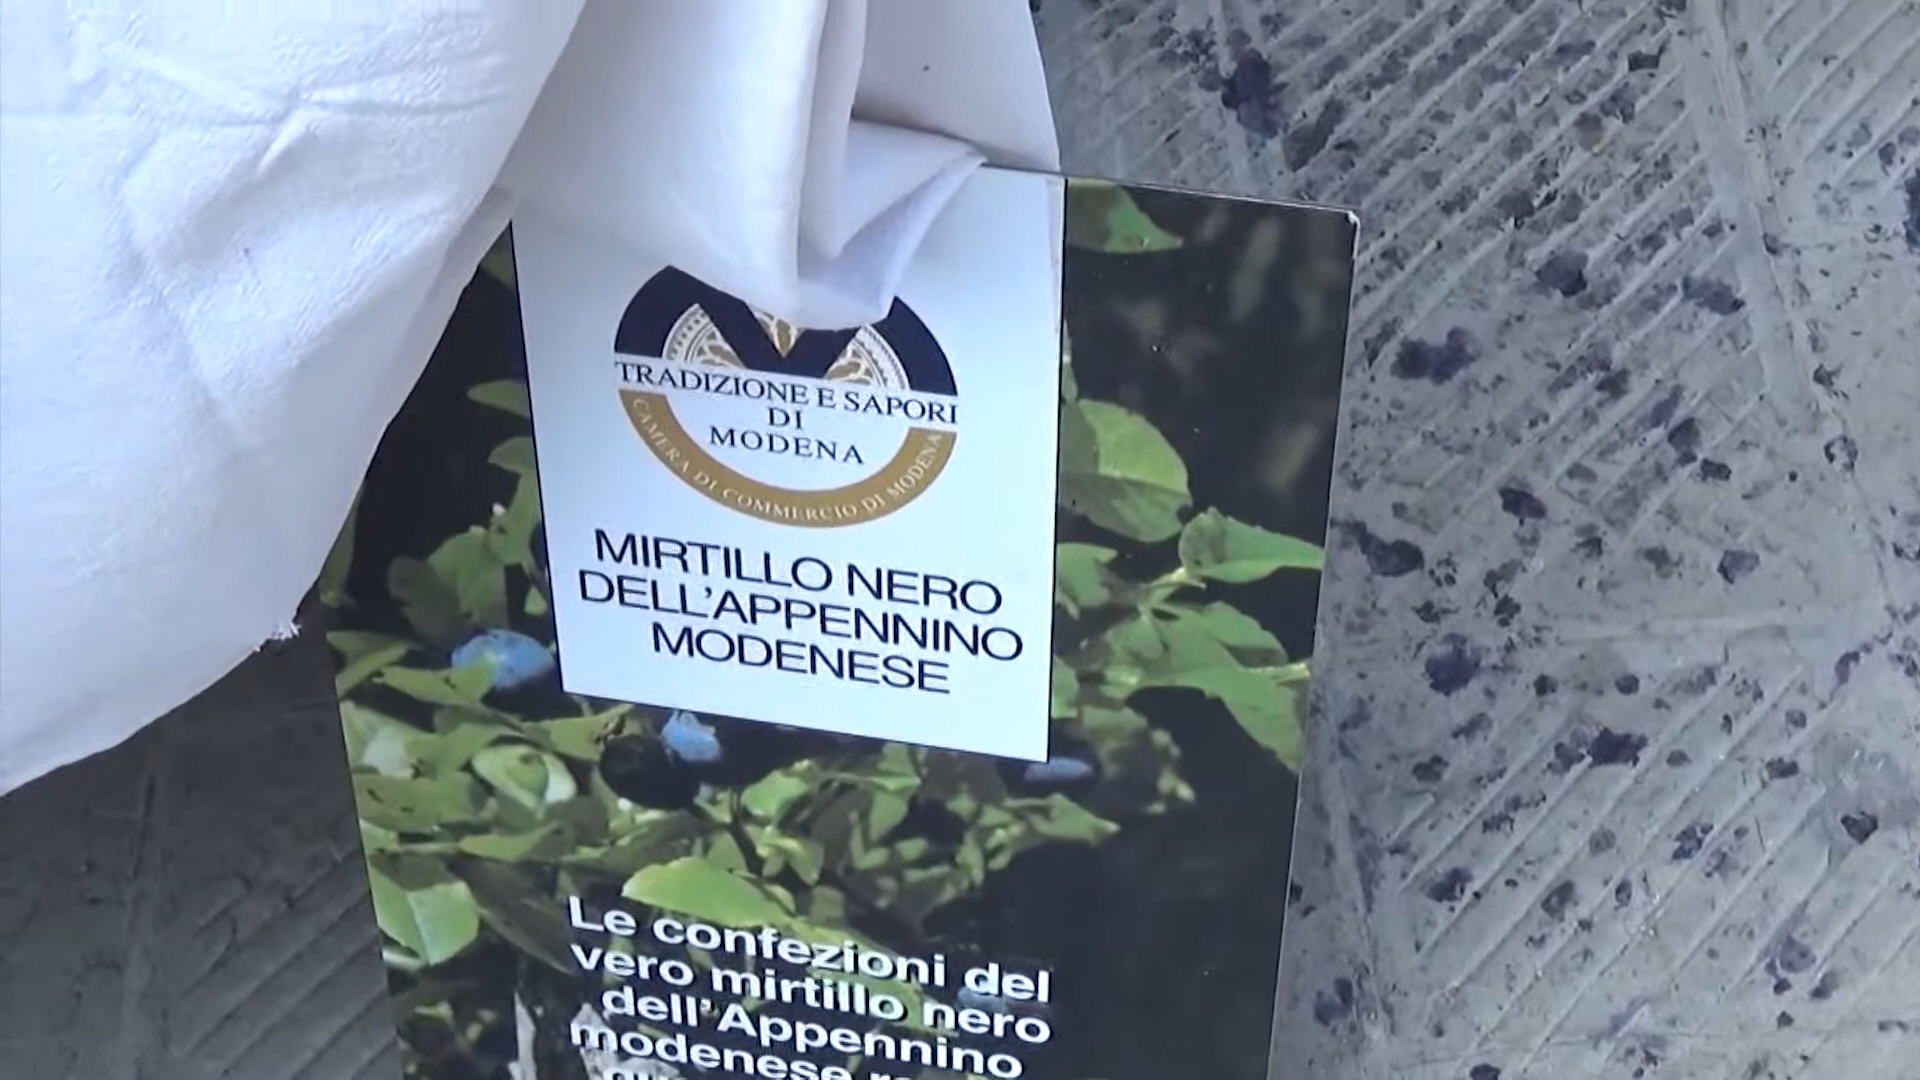 TRADIZIONE E SAPORI
DI
MODENA
CAMERA DI COMMERCIO DI MODENA
MIRTILLO NERO
DELL'APPENNINO
MODENESE
Le confezioni del
vero mirtillo nero
dell'Appennino
modenese